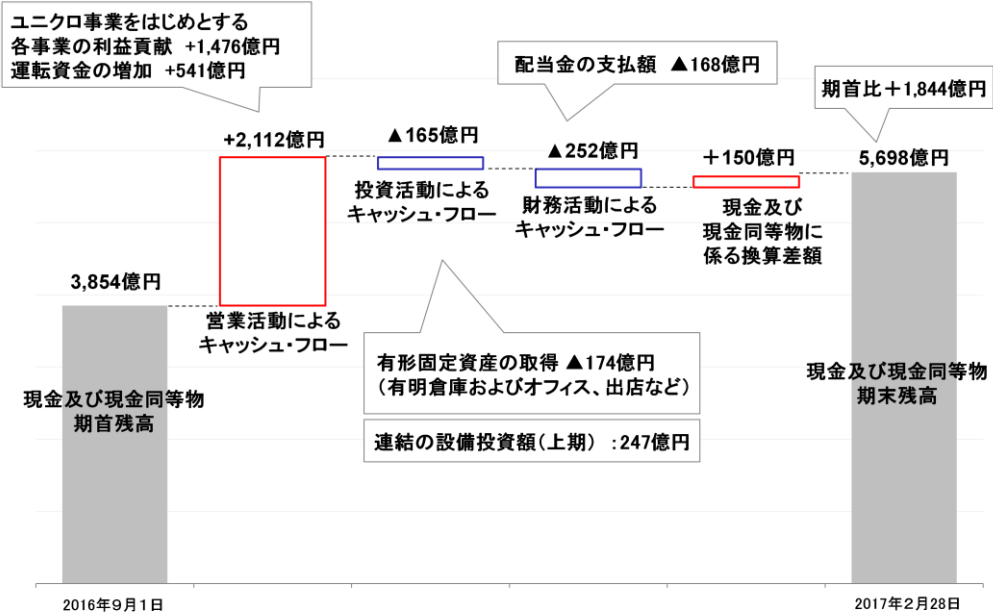 ユニクロ事業をはじめとする
各事業の利益貢献 +1,476億円
運転資金の増加 +541億円
配当金の支払額 ▲168億円
期首比＋1,844億円
+2,112億円
▲165億円
▲252億円
＋150億円
5,698億円
投資活動による
キャッシュ・フロー
財務活動による
キャッシュ・フロー
現金及び
現金同等物に
係る換算差額
3,854億円
営業活動による
キャッシュ・フロー
有形固定資産の取得 ▲174億円
（有明倉庫およびオフィス、出店など）
現金及び現金同等物
期首残高
現金及び現金同等物
期末残高
連結の設備投資額（上期） ：247億円
2016年９月１日
2017年２月28日